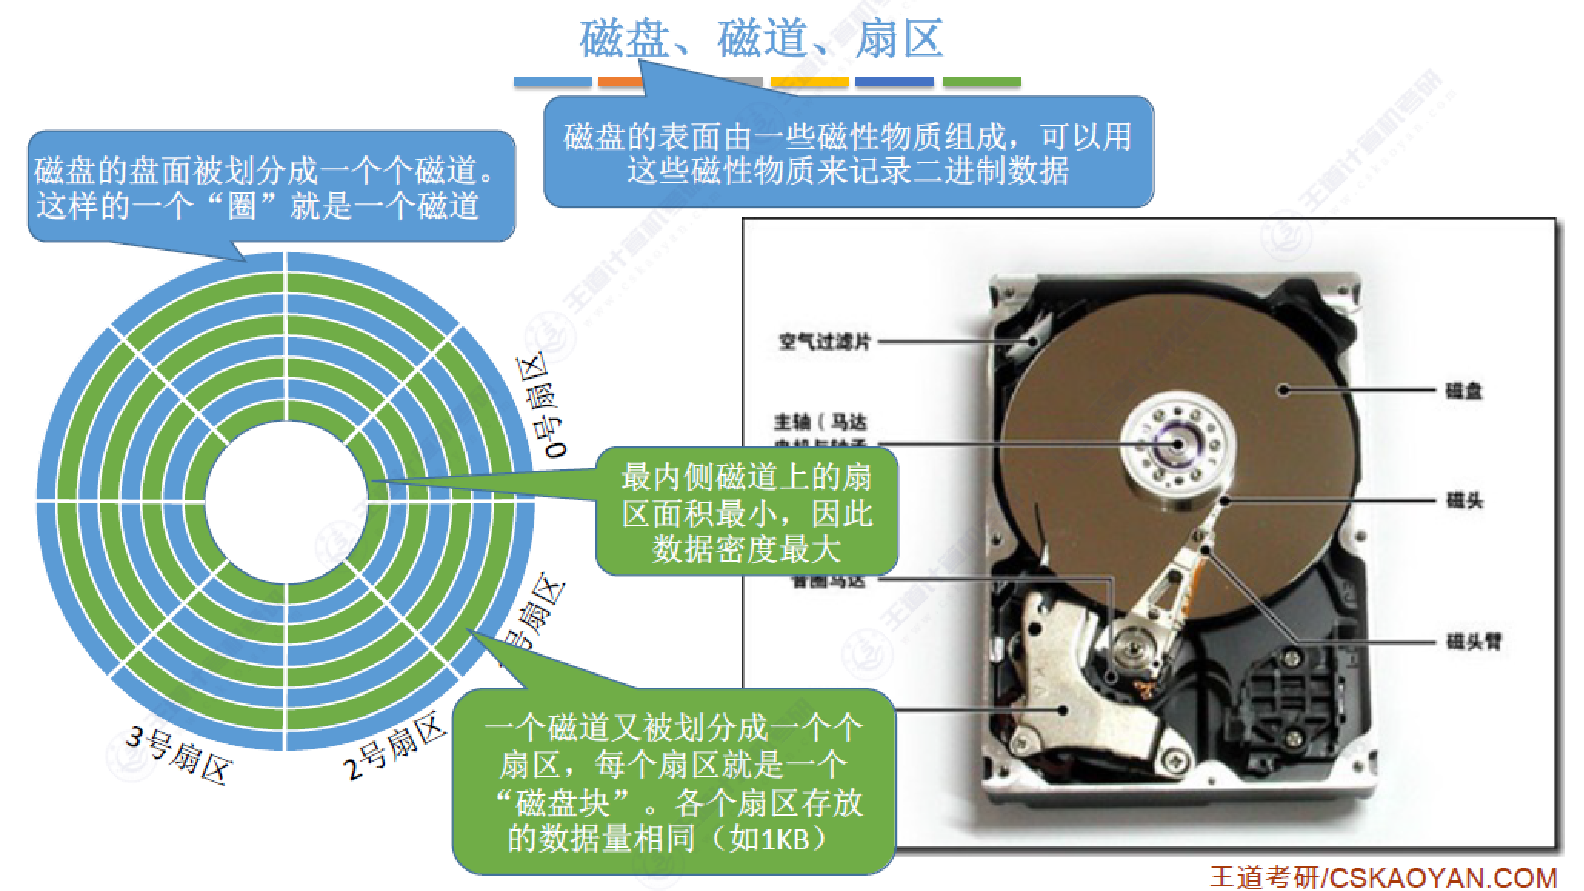 磁盘、磁道、扇区
磁盘的表面由一些磁性物质组成，可以用
这些磁性物质来记录二进制数据
磁盘的盘面被划分成一个个磁道。
这样的一个“圈”就是一个磁道
0号扇区
号扇区
2号扇区
3号扇区
最内侧磁道上的扇
区面积最小，因此
数据密度最大
一个磁道又被划分成一个个
扇区，每个扇区就是一个
“磁盘块”。各个扇区存放
的数据量相同（如1KB）
空气过滤片
主轴（马达
音圈马达
磁盘
磁头
磁头臂
王道考研/CSKAOYAN.COM